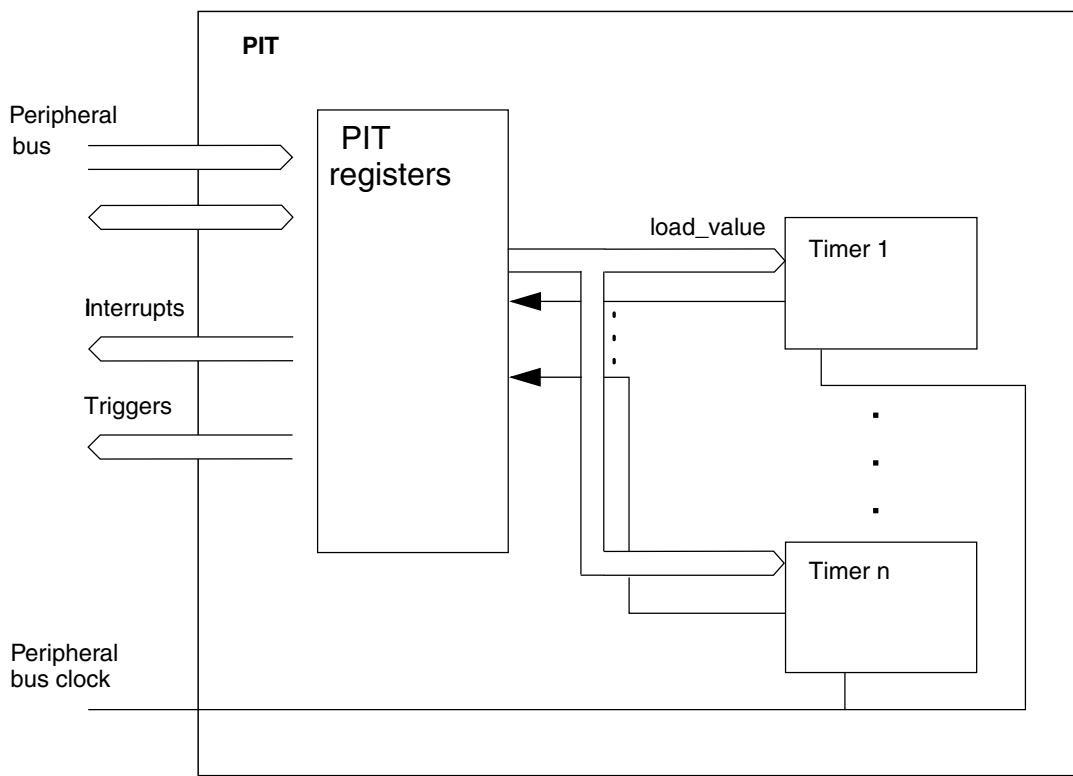 PIT
Peripheral
bus
PIT
registers
load_value
Timer 1
Interrupts
Triggers
Timer n
Peripheral
bus clock